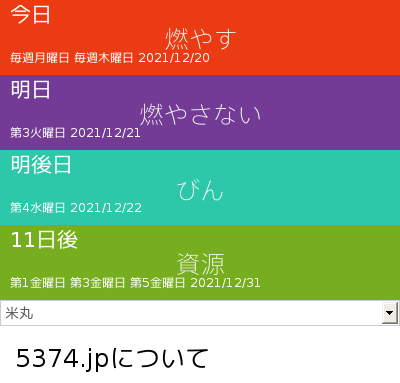 今日
燃やす
毎週月曜日 毎週木曜日 2021/12/20
明日
燃やさない
第3火曜日 2021/12/21
明後日
びん
第4水曜日 2021/12/22
11日後
資源
第1金曜日 第3金曜日 第5金曜日 2021/12/31
米丸
5374.jpについて